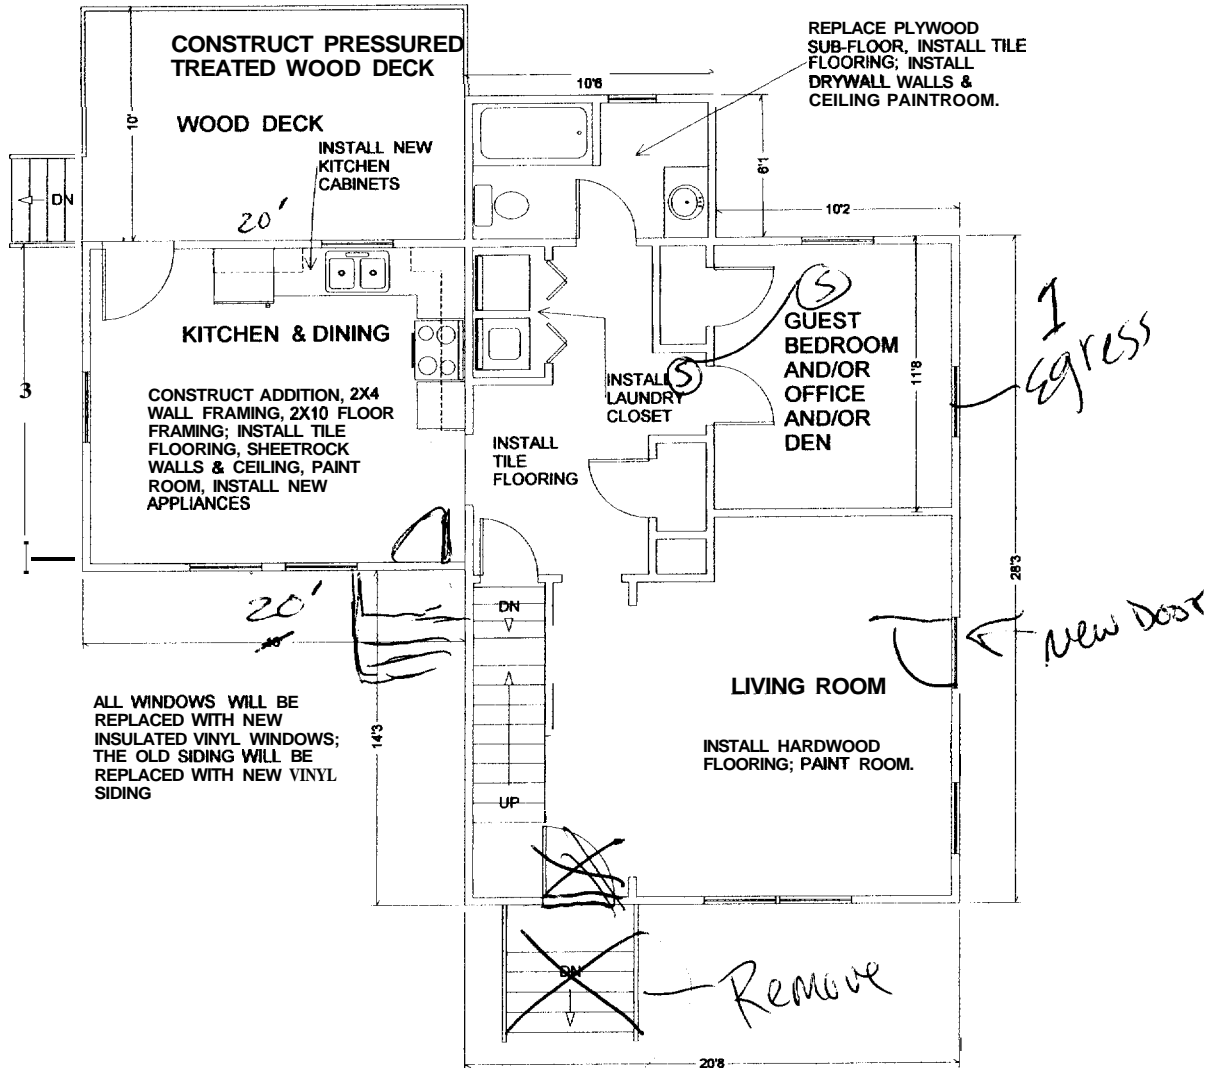 CONSTRUCT PRESSURED
TREATED WOOD DECK
REPLACE PLYWOOD
SUB-FLOOR, INSTALL TILE
FLOORING; INSTALL
DRYWALL WALLS &
CEILING PAINTROOM.
10'6
10'
WOOD DECK
INSTALL NEW
KITCHEN
CABINETS
6'1
DN
20'
10'2
KITCHEN & DINING
S
GUEST
BEDROOM
AND/OR
OFFICE
AND/OR
DEN
1
Egress
11'8
3
S
INSTALL
LAUNDRY
CLOSET
CONSTRUCT ADDITION, 2X4
WALL FRAMING, 2X10 FLOOR
FRAMING; INSTALL TILE
FLOORING, SHEETROCK
WALLS & CEILING, PAINT
ROOM, INSTALL NEW
APPLIANCES
INSTALL
TILE
FLOORING
28'3
20'
DN
New Door
LIVING ROOM
ALL WINDOWS WILL BE
REPLACED WITH NEW
INSULATED VINYL WINDOWS;
THE OLD SIDING WILL BE
REPLACED WITH NEW VINYL
SIDING
14'3
INSTALL HARDWOOD
FLOORING; PAINT ROOM.
UP
DN
Remove
20'8